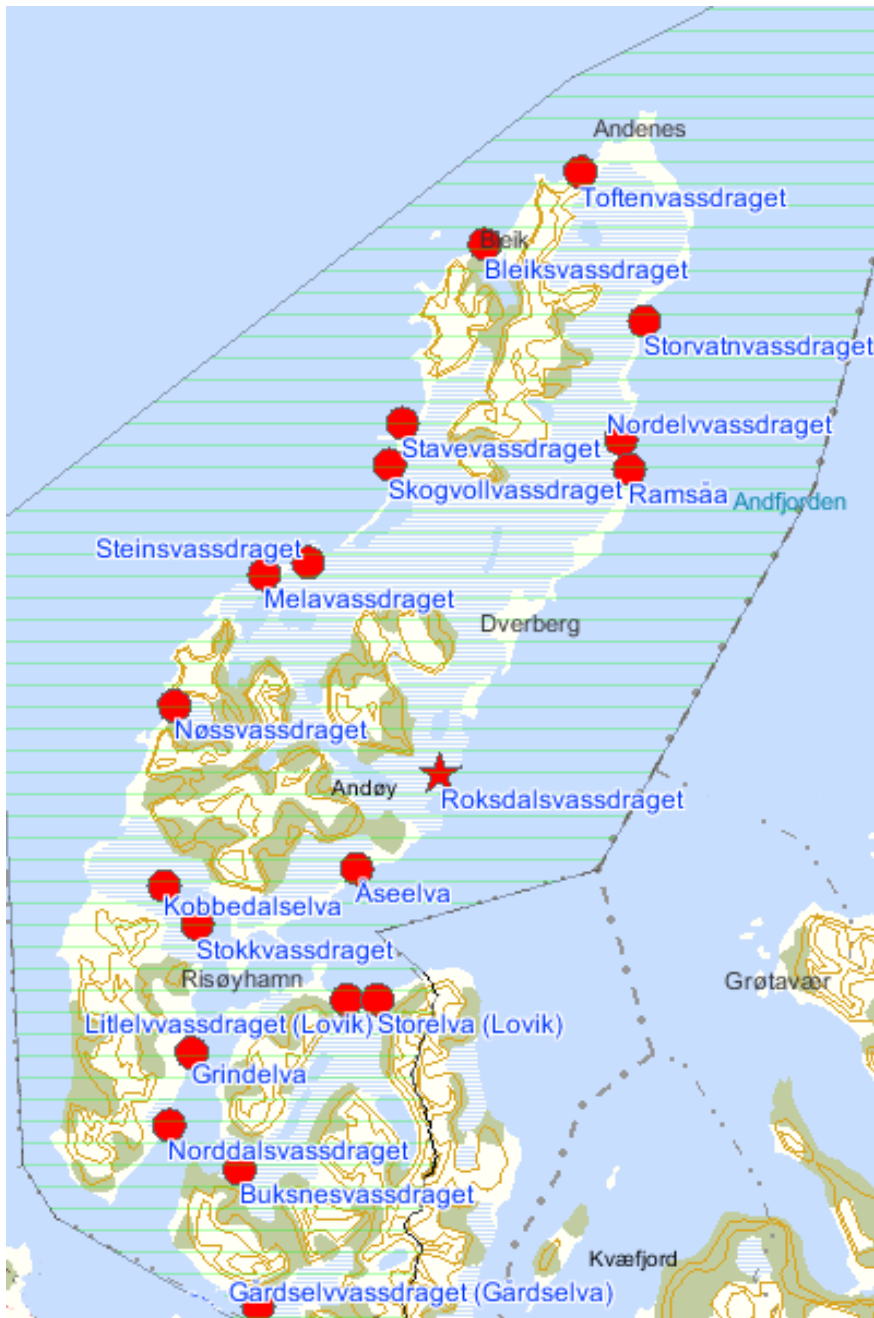 Andenes
Toftenvassdraget
Bleik
Bleiksvassdraget
Storvatnvassdraget
Nordelvvassdraget
Stavevassdraget
Skogvollvassdraget
Ramsåa
Andfjorden
Steinsvassdraget
Melavassdraget
Dverberg
Nøssvassdraget
Andøy
Roksdalsvassdraget
Åseelva
Kobbedalselva
Stokkvassdraget
Risøyhamn
Grøtavær
Litlelvvassdraget (Lovik)
Storelva (Lovik)
Grindelva
Norddalsvassdraget
Buksnesvassdraget
Kvæfjord
Gårdselvvassdraget (Gårdselva)